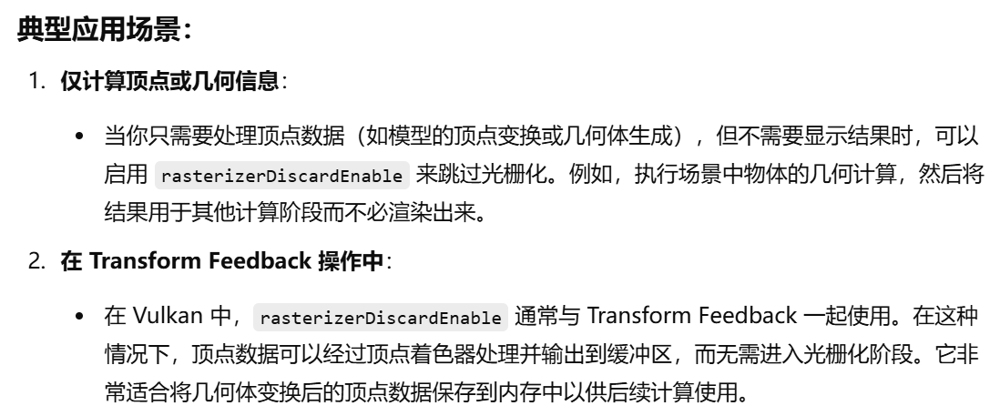 典型应用场景：
1. 仅计算顶点或几何信息：
• 当你只需要处理顶点数据（如模型的顶点变换或几何体生成），但不需要显示结果时，可以
启用 rasterizerDiscardEnable 来跳过光栅化。例如，执行场景中物体的几何计算，然后将
结果用于其他计算阶段而不必渲染出来。
2. 在 Transform Feedback 操作中：
• 在 Vulkan 中，rasterizerDiscardEnable 通常与 Transform Feedback 一起使用。在这种
情况下，顶点数据可以经过顶点着色器处理并输出到缓冲区，而无需进入光栅化阶段。它非
常适合将几何体变换后的顶点数据保存到内存中以供后续计算使用。